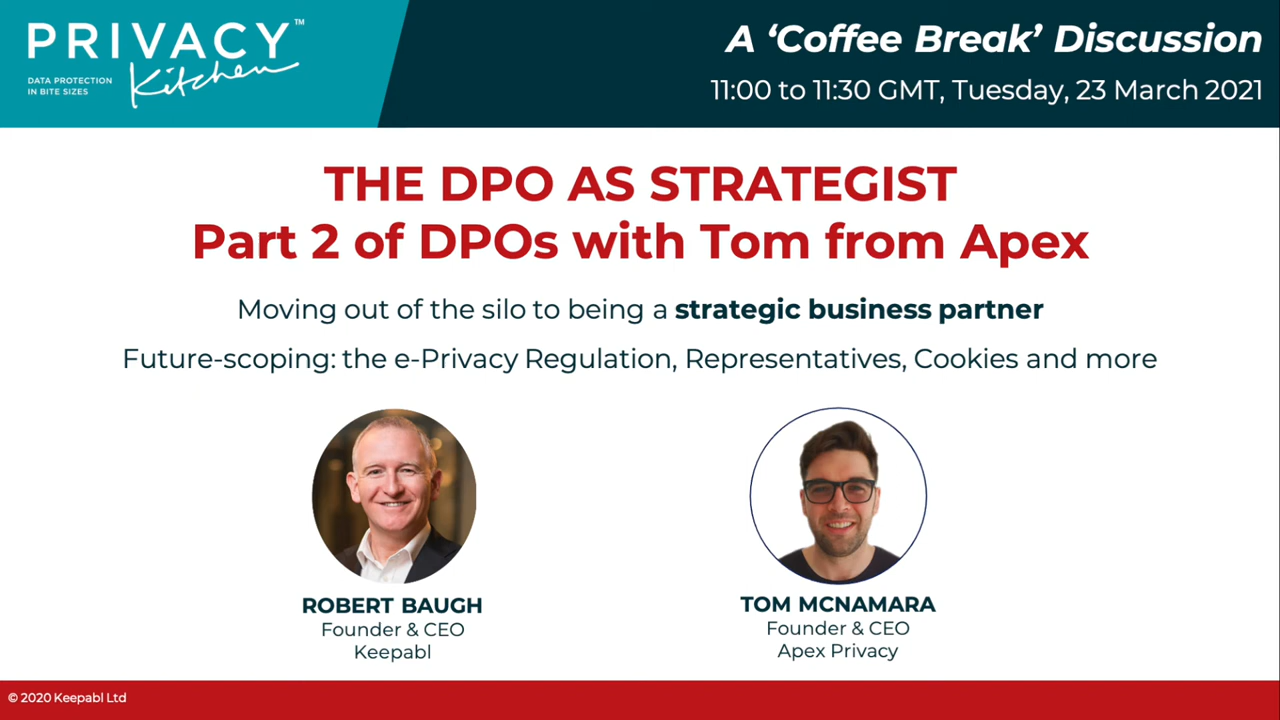 PRIVACY™
Kitchen
DATA PROTECTION
IN BITE SIZES
A ‘Coffee Break’ Discussion
11:00 to 11:30 GMT, Tuesday, 23 March 2021
THE DPO AS STRATEGIST
Part 2 of DPOs with Tom from Apex
Moving out of the silo to being a strategic business partner
Future-scoping: the e-Privacy Regulation, Representatives, Cookies and more
ROBERT BAUGH
Founder & CEO
Keepabl
TOM MCNAMARA
Founder & CEO
Apex Privacy
© 2020 Keepabl Ltd